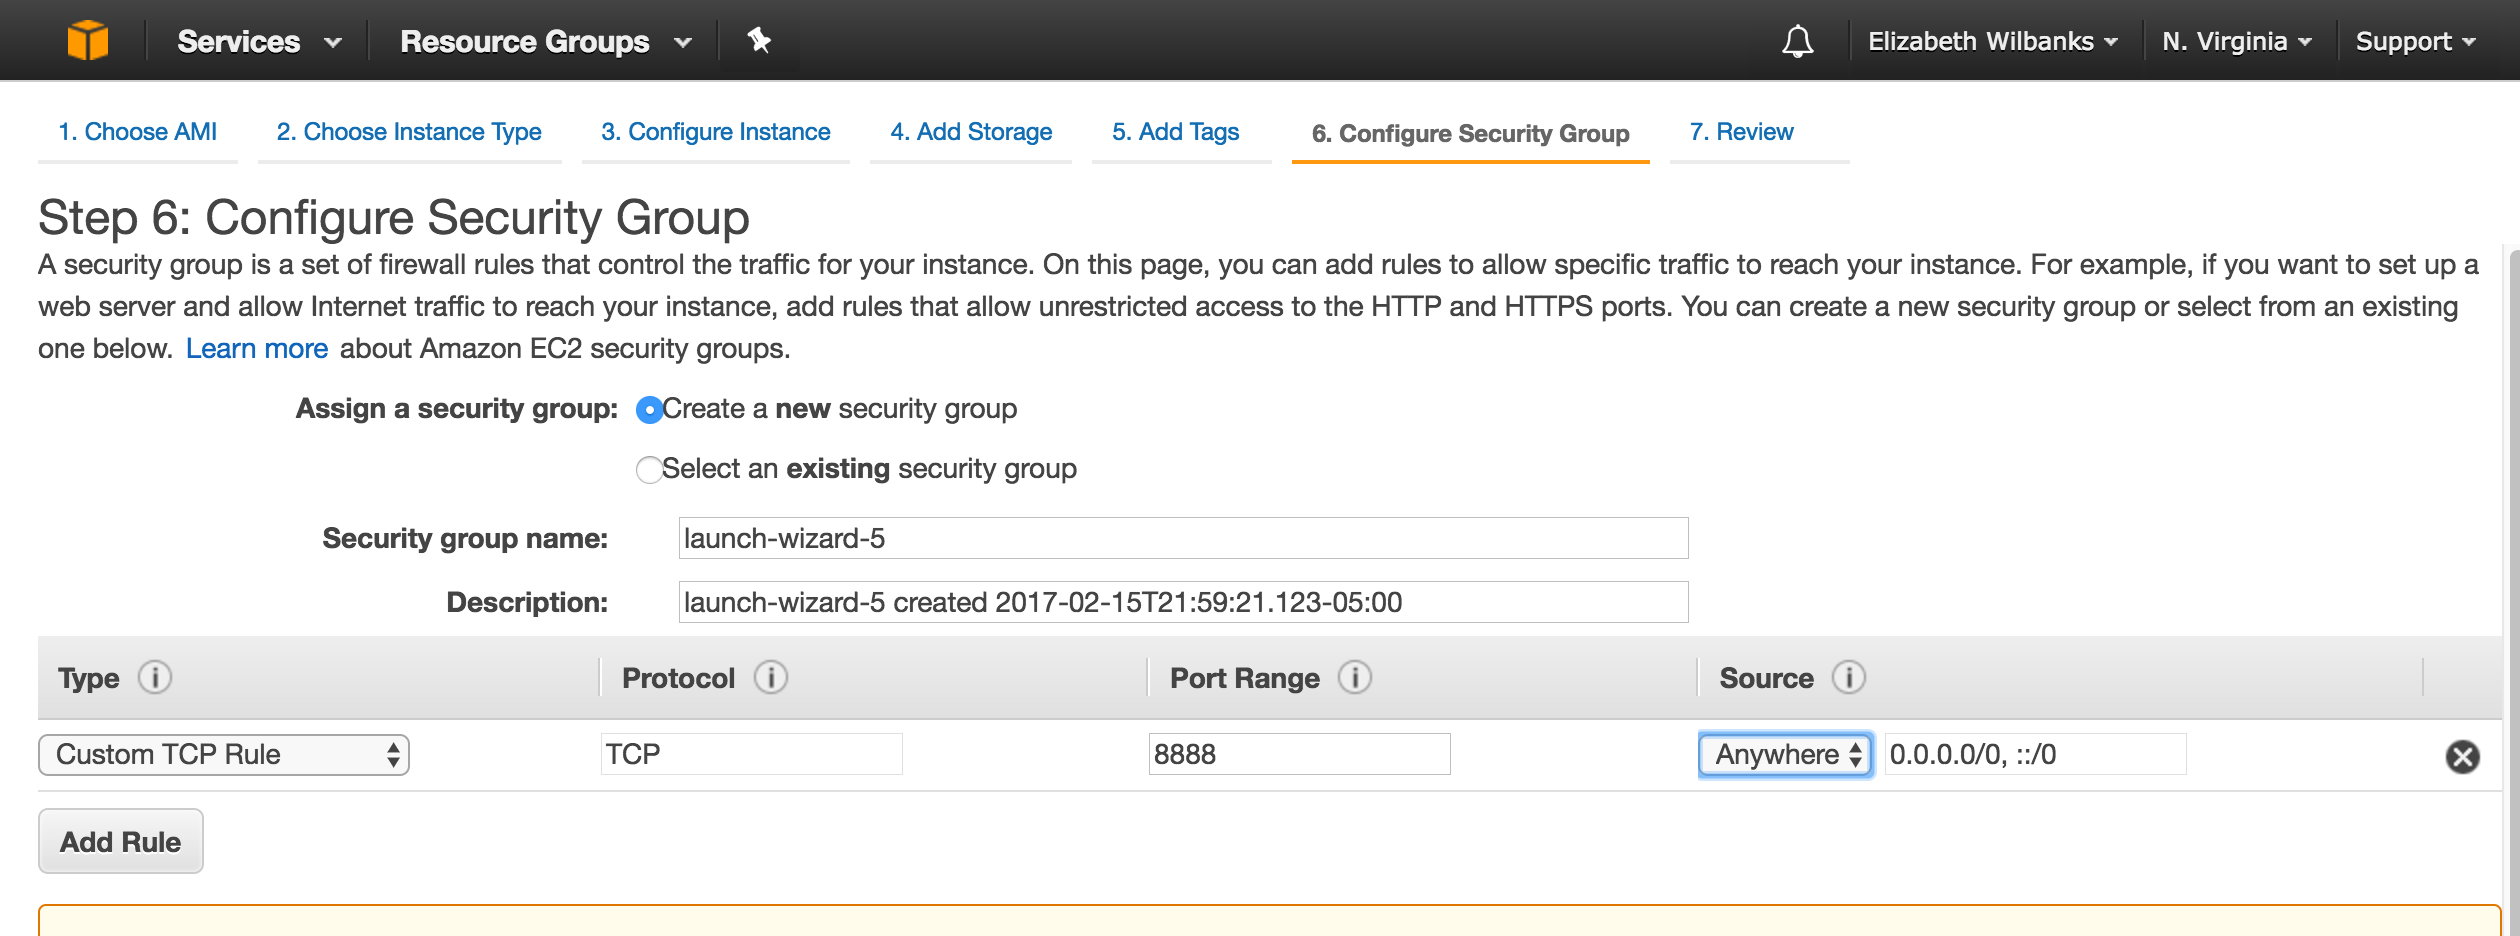 Services Resource Groups Elizabeth Wilbanks N. Virginia Support
1. Choose AMI 2. Choose Instance Type 3. Configure Instance 4. Add Storage 5. Add Tags 6. Configure Security Group 7. Review
Step 6: Configure Security Group
A security group is a set of firewall rules that control the traffic for your instance. On this page, you can add rules to allow specific traffic to reach your instance. For example, if you want to set up a
web server and allow Internet traffic to reach your instance, add rules that allow unrestricted access to the HTTP and HTTPS ports. You can create a new security group or select from an existing
one below. Learn more about Amazon EC2 security groups.
Assign a security group: Create a new security group
Select an existing security group
Security group name: launch-wizard-5
Description: launch-wizard-5 created 2017-02-15T21:59:21.123-05:00
Type i Protocol i Port Range i Source i
Custom TCP Rule TCP 8888 Anywhere 0.0.0.0/0, ::/0
Add Rule